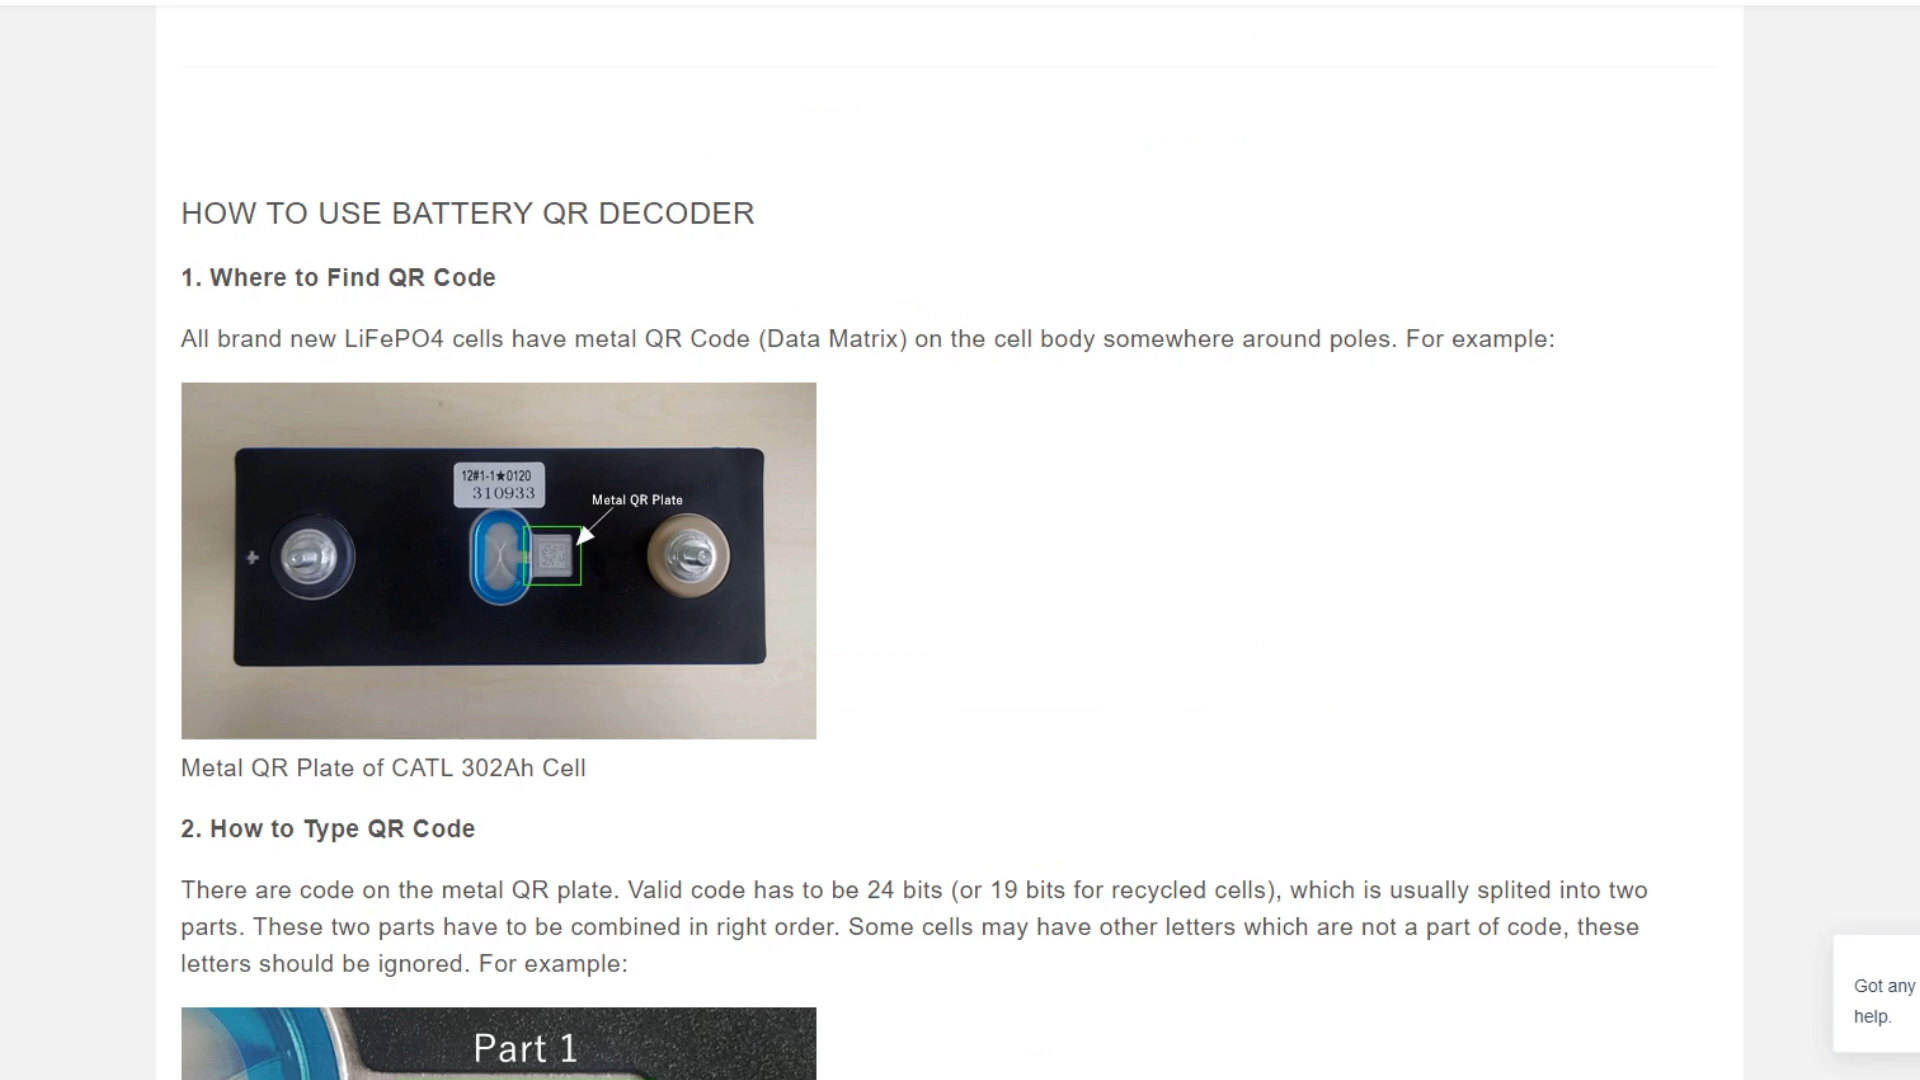 HOW TO USE BATTERY QR DECODER
1. Where to Find QR Code
All brand new LiFePO4 cells have metal QR Code (Data Matrix) on the cell body somewhere around poles. For example:
12#1-1★0120
310933
Metal QR Plate
+
Metal QR Plate of CATL 302Ah Cell
2. How to Type QR Code
There are code on the metal QR plate. Valid code has to be 24 bits (or 19 bits for recycled cells), which is usually splited into two
parts. These two parts have to be combined in right order. Some cells may have other letters which are not a part of code, these
letters should be ignored. For example:
Part 1
Got any
help.